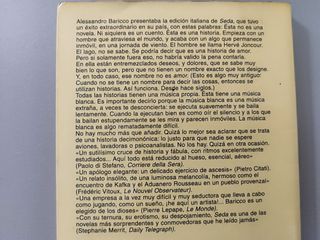 Alessandro Baricco presentaba la edición italiana de Seda, que tuvo
un éxito extraordinario en su país, con estas palabras: Ésta no es una
novela. Ni siquiera es un cuento. Ésta es una historia. Empieza con un
hombre que atraviesa el mundo, y acaba con un lago que permanece
inmóvil, en una jornada de viento. El hombre se llama Hervé Joncour.
El lago, no se sabe. Se podría decir que es una historia de amor.
Pero si solamente fuera eso, no habría valido la pena contarla.
En ella están entremezclados deseos, y dolores, que se sabe muy
bien lo que son, pero que no tienen un nombre exacto que los designe.
Y, en todo caso, ese nombre no es amor. (Esto es algo muy antiguo:
Cuando no se tiene un nombre para decir las cosas, entonces se
utilizan historias. Así funciona. Desde hace siglos.)
Todas las historias tienen una música propia. Ésta tiene una música
blanca. Es importante decirlo porque la música blanca es una música
extraña, a veces te desconcierta: se ejecuta suavemente y se baila
lentamente. Cuando la ejecutan bien es como oír el silencio y a los que
la bailan estupendamente se les mira y parecen inmóviles. La música
blanca es algo rematadamente difícil.
No hay mucho más que añadir. Quizá lo mejor sea aclarar que se trata
de una historia decimonónica: lo justo para que nadie se espere
aviones, lavadoras o psicoanalistas. No los hay. Quizá en otra ocasión.
«Un sutilísimo cruce de historia y fábula, con ritmos excelentemente
estudiados... Aquí todo está reducido al hueso, esencial, aéreo»
(Paolo di Stefano, Corriere della Sera).
«Un apólogo elegante: un delicado ejercicio de acceso» (Pietro Citati).
«Un relato insólito, de una luminosa melancolía, hermoso como el
encuentro de Kafka y el Aduanero Rousseau en un pueblo provenzal»
(Frédéric Vitoux, Le Nouvel Observateur).
«Una empresa a la vez muy difícil y muy seductora que lleva a cabo
como jugando, como un sueño, ¡he aquí un artista!... Baricco es un
elegido de los dioses» (Pierre Lepape, Le Monde).
«Con su ternura, su erotismo, su desapasionamiento, Seda es una de las
novelas más sorprendentes y conmovedoras que he leído jamás»
(Stephanie Merrit, Daily Telegraph).